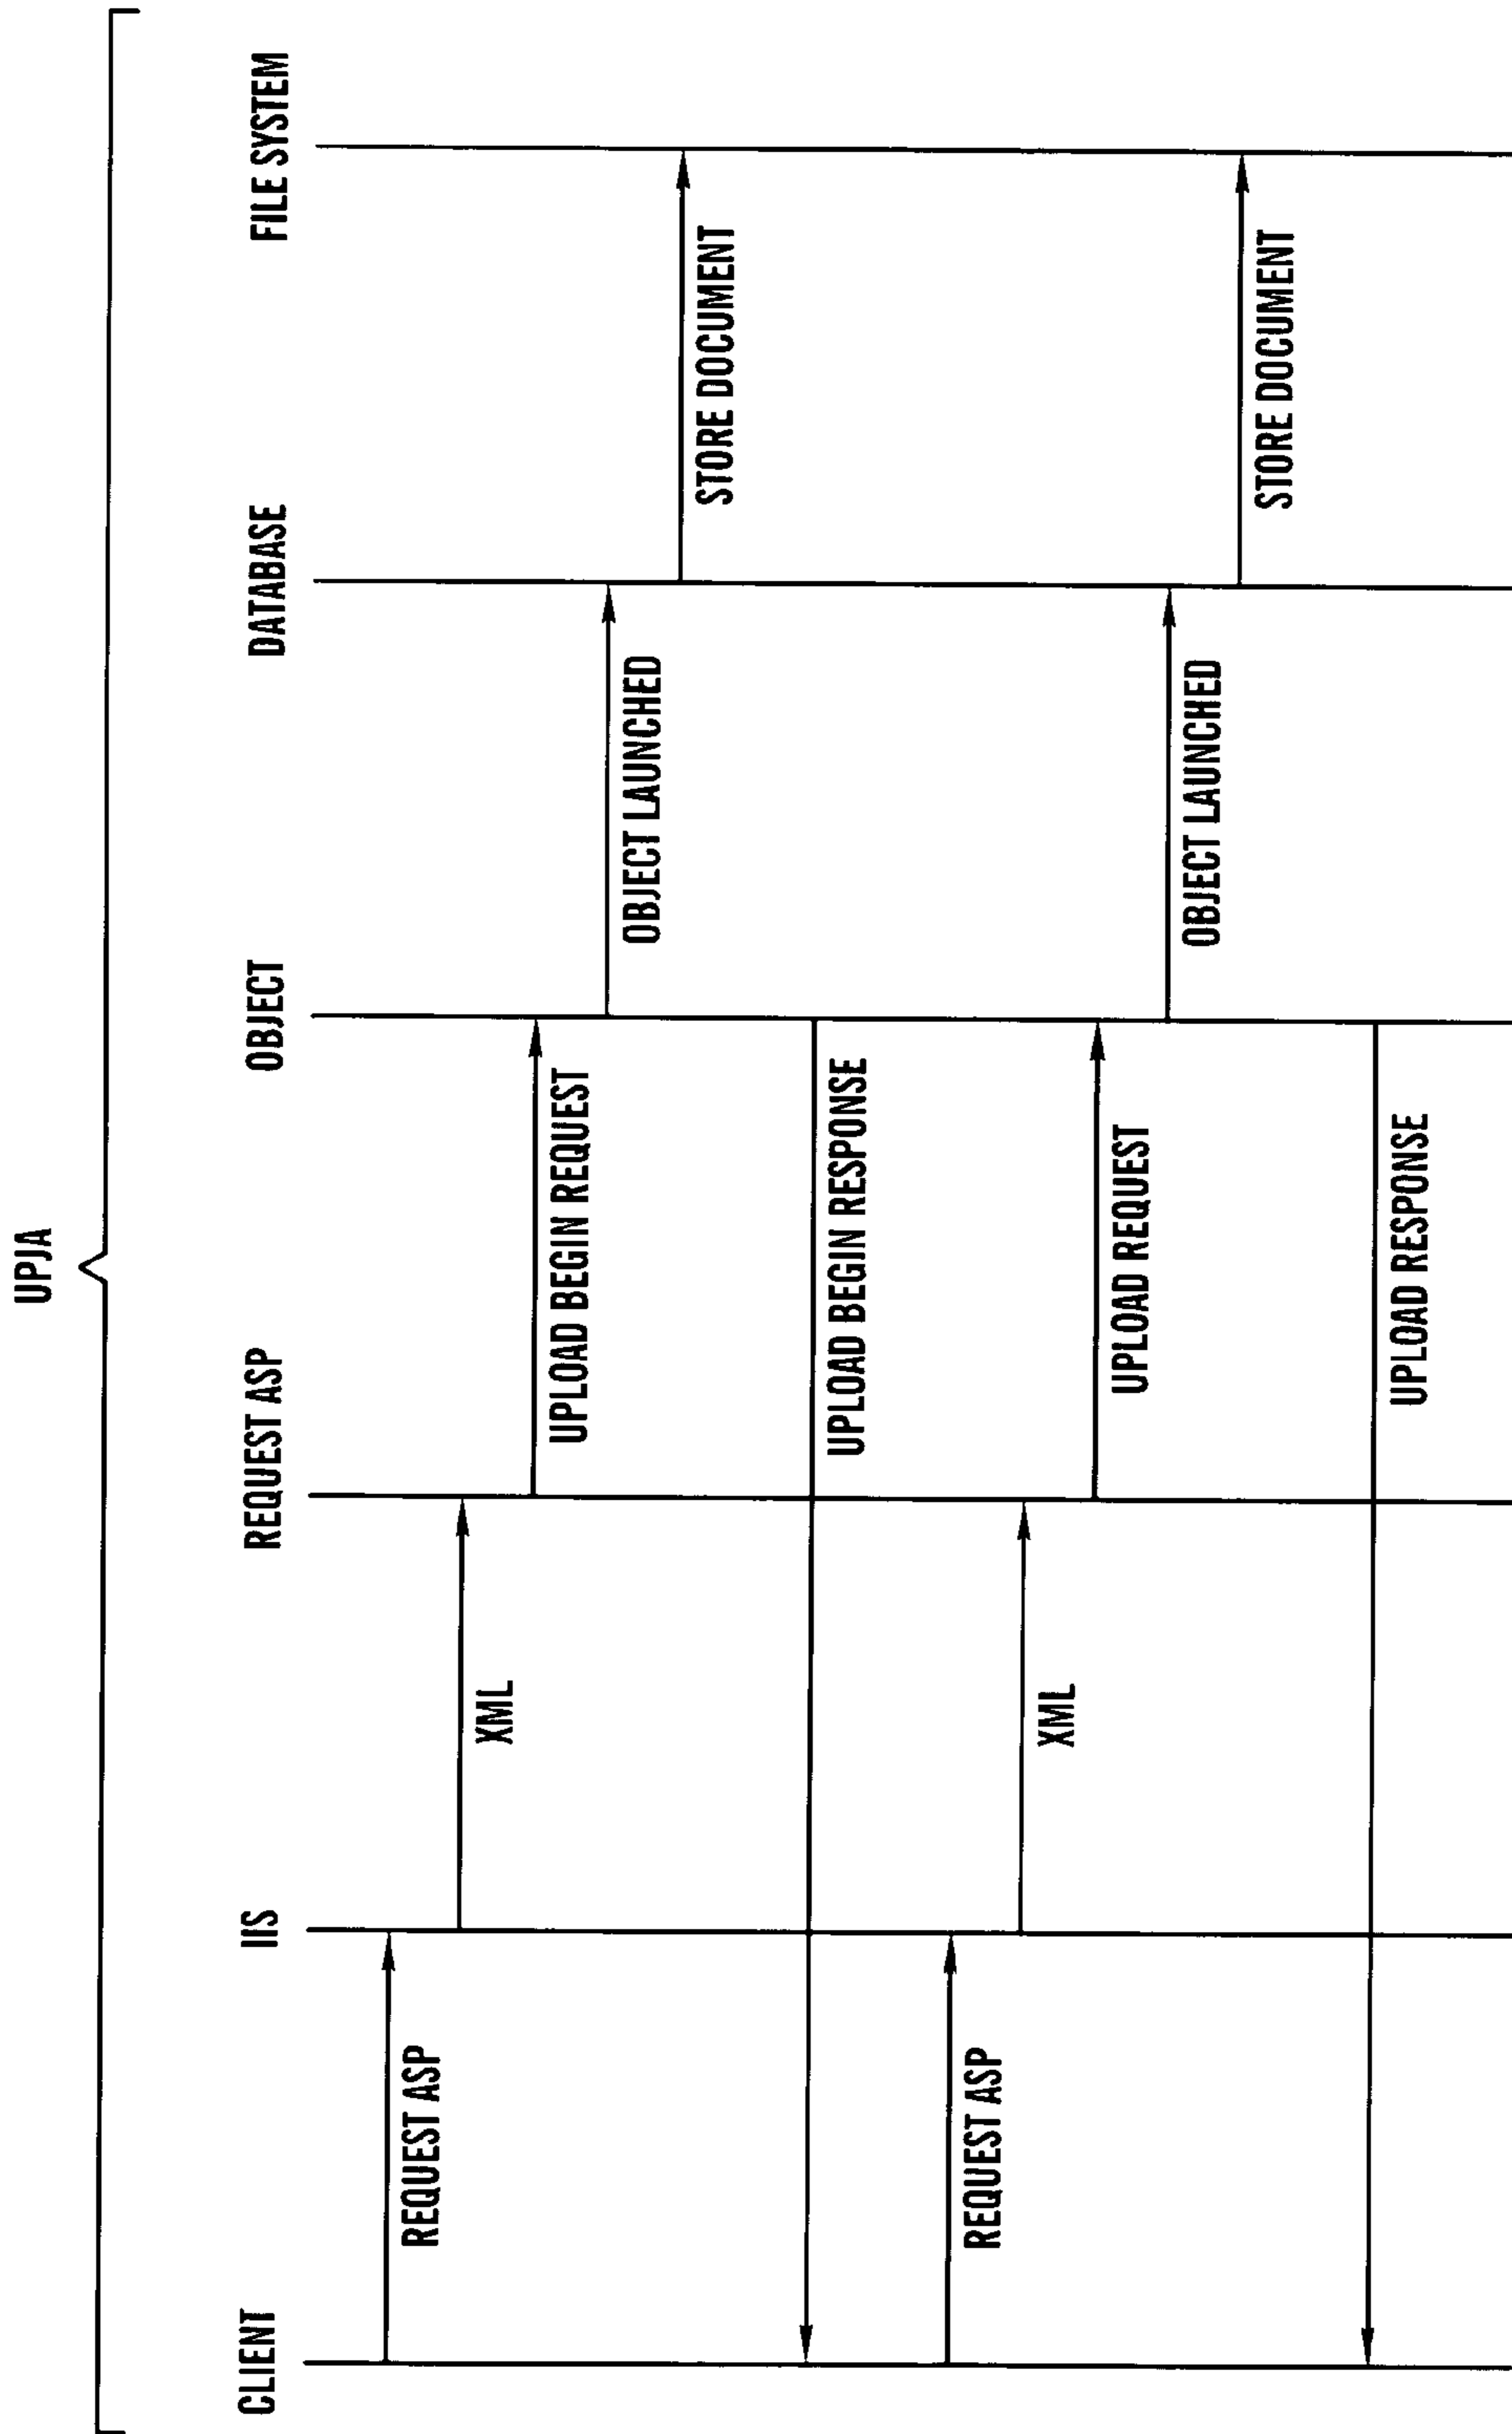 UPJA
CLIENT
IIS
REQUEST ASP
OBJECT
DATABASE
FILE SYSTEM
REQUEST ASP
XML
UPLOAD BEGIN REQUEST
OBJECT LAUNCHED
STORE DOCUMENT
UPLOAD BEGIN RESPONSE
REQUEST ASP
XML
UPLOAD REQUEST
OBJECT LAUNCHED
STORE DOCUMENT
UPLOAD RESPONSE